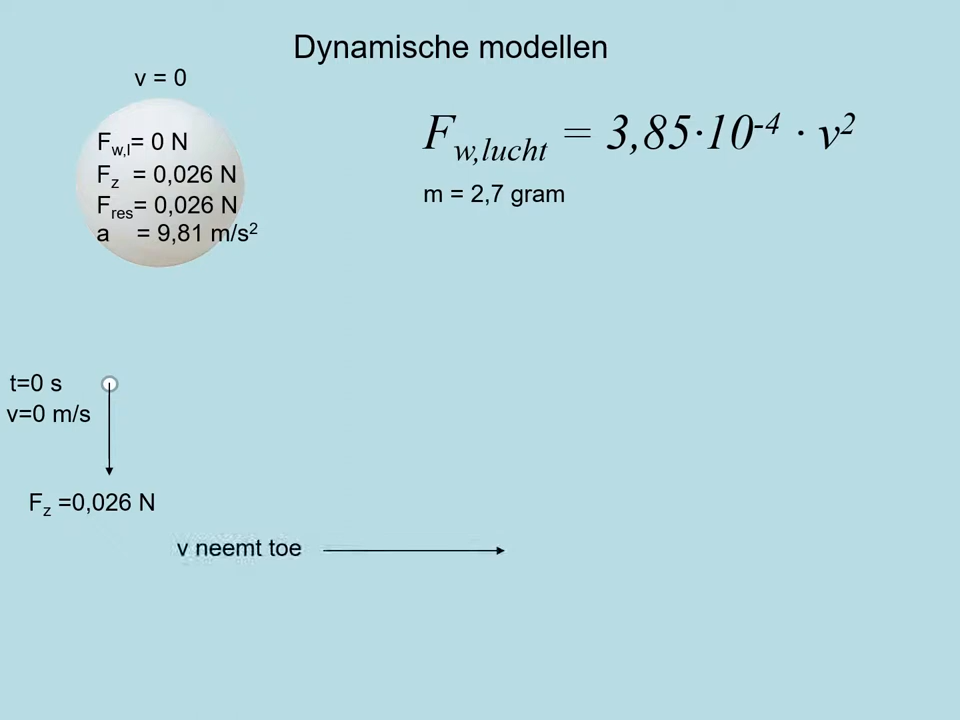 Dynamische modellen
v = 0
F_w,l= 0 N
F_z = 0,026 N
F_res= 0,026 N
a = 9,81 m/s²
F_w,lucht = 3,85·10⁻⁴ · v²
m = 2,7 gram
t=0 s
v=0 m/s
F_z =0,026 N
v neemt toe